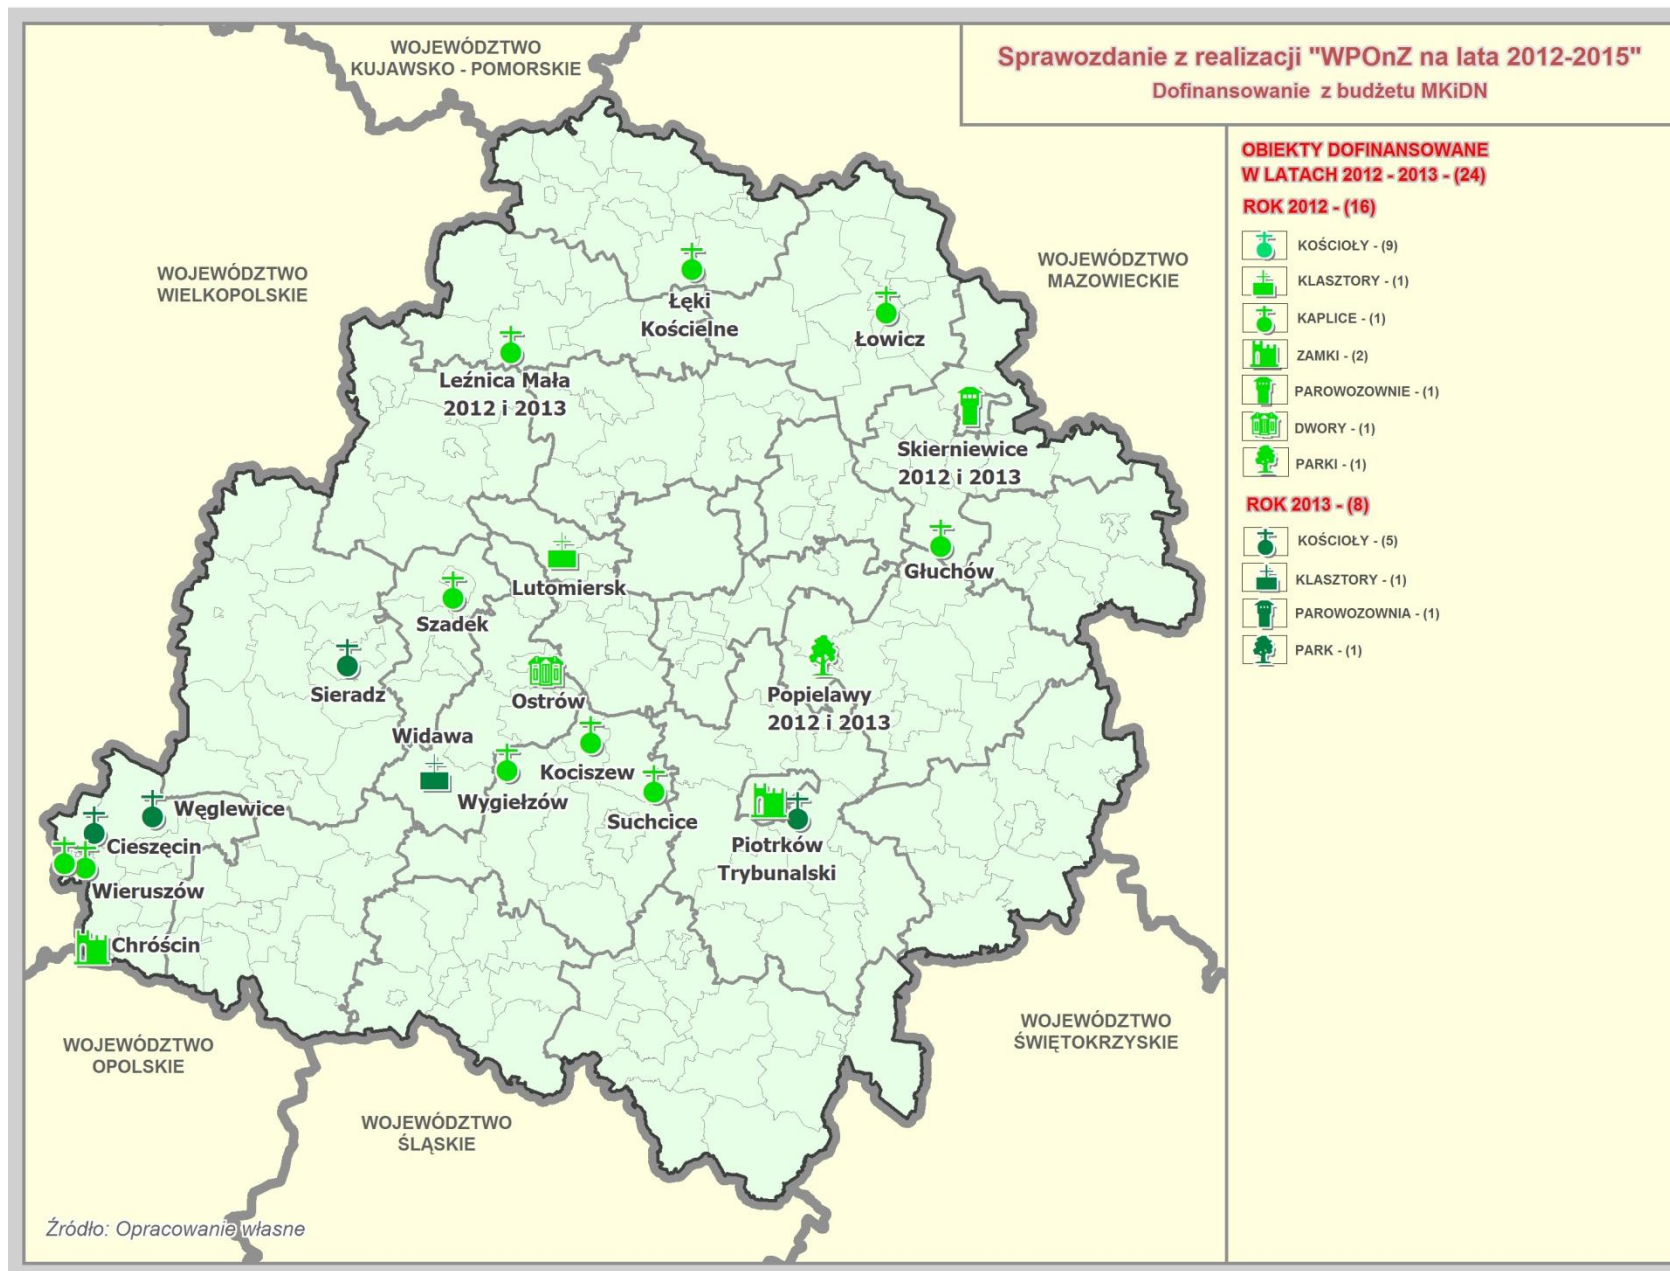 Sprawozdanie z realizacji "WPOnZ na lata 2012-2015"
Dofinansowanie z budżetu MKiDN
OBIEKTY DOFINANSOWANE
W LATACH 2012 - 2013 - (24)
ROK 2012 - (16)
KOŚCIOŁY - (9)
KLASZTORY - (1)
KAPLICE - (1)
ZAMKI - (2)
PAROWOZOWNIE - (1)
DWORY - (1)
PARKI - (1)
ROK 2013 - (8)
KOŚCIOŁY - (5)
KLASZTORY - (1)
PAROWOZOWNIA - (1)
PARK - (1)
WOJEWÓDZTWO
KUJAWSKO - POMORSKIE
WOJEWÓDZTWO
WIELKOPOLSKIE
WOJEWÓDZTWO
MAZOWIECKIE
Łęki
Kościelne
Łowicz
Leźnica Mała
2012 i 2013
Skierniewice
2012 i 2013
Głuchów
Lutomiersk
Szadek
Sieradz
Ostrów
Popielawy
2012 i 2013
Widawa
Kociszew
Wygiełzów
Suchcice
Węglewice
Cieszęcin
Wieruszów
Piotrków
Trybunalski
Chróścin
WOJEWÓDZTWO
OPOLSKIE
WOJEWÓDZTWO
ŚLĄSKIE
WOJEWÓDZTWO
ŚWIĘTOKRZYSKIE
Źródło: Opracowanie własne